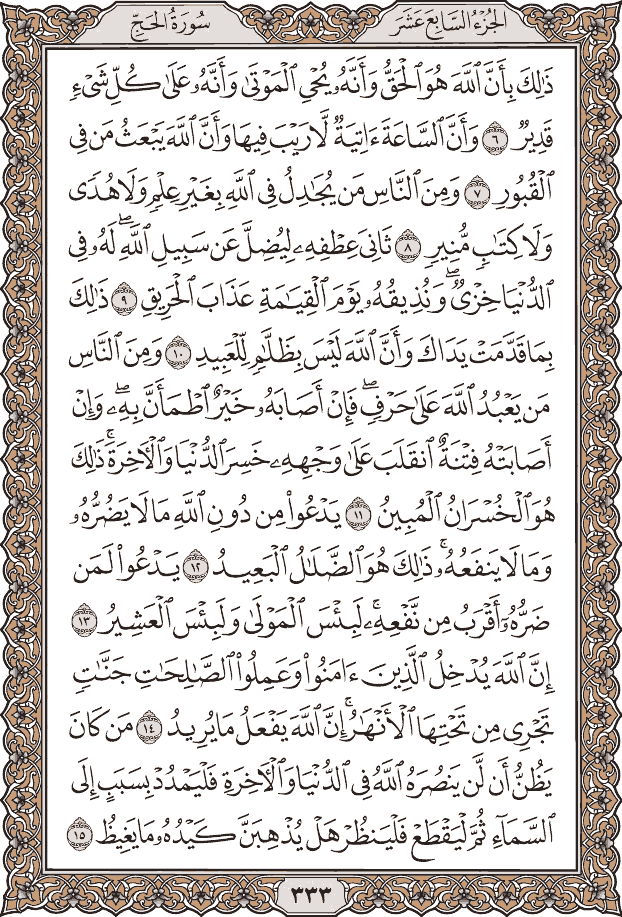 الجُزْءُ السَّابِعَ عَشَرَ
سُورَةُ الحَجّ
ذَٰلِكَ بِأَنَّ ٱللَّهَ هُوَ ٱلۡحَقُّ وَأَنَّهُۥ يُحۡيِ ٱلۡمَوۡتَىٰ وَأَنَّهُۥ عَلَىٰ كُلِّ شَيۡءٖ
قَدِيرٞ ٦ وَأَنَّ ٱلسَّاعَةَ ءَاتِيَةٞ لَّا رَيۡبَ فِيهَا وَأَنَّ ٱللَّهَ يَبۡعَثُ مَن فِي
ٱلۡقُبُورِ ٧ وَمِنَ ٱلنَّاسِ مَن يُجَٰدِلُ فِي ٱللَّهِ بِغَيۡرِ عِلۡمٖ وَلَا هُدٗى
وَلَا كِتَٰبٖ مُّنِيرٖ ٨ ثَانِيَ عِطۡفِهِۦ لِيُضِلَّ عَن سَبِيلِ ٱللَّهِۖ لَهُۥ فِي
ٱلدُّنۡيَا خِزۡيٞۖ وَنُذِيقُهُۥ يَوۡمَ ٱلۡقِيَٰمَةِ عَذَابَ ٱلۡحَرِيقِ ٩ ذَٰلِكَ
بِمَا قَدَّمَتۡ يَدَاكَ وَأَنَّ ٱللَّهَ لَيۡسَ بِظَلَّٰمٖ لِّلۡعَبِيدِ ١٠ وَمِنَ ٱلنَّاسِ
مَن يَعۡبُدُ ٱللَّهَ عَلَىٰ حَرۡفٖۖ فَإِنۡ أَصَابَهُۥ خَيۡرٌ ٱطۡمَأَنَّ بِهِۦۖ وَإِنۡ
أَصَابَتۡهُ فِتۡنَةٌ ٱنقَلَبَ عَلَىٰ وَجۡهِهِۦ خَسِرَ ٱلدُّنۡيَا وَٱلۡأٓخِرَةَۚ ذَٰلِكَ
هُوَ ٱلۡخُسۡرَانُ ٱلۡمُبِينُ ١١ يَدۡعُواْ مِن دُونِ ٱللَّهِ مَا لَا يَضُرُّهُۥ
وَمَا لَا يَنفَعُهُۥۚ ذَٰلِكَ هُوَ ٱلضَّلَٰلُ ٱلۡبَعِيدُ ١٢ يَدۡعُواْ لَمَن
ضَرُّهُۥٓ أَقۡرَبُ مِن نَّفۡعِهِۦۚ لَبِئۡسَ ٱلۡمَوۡلَىٰ وَلَبِئۡسَ ٱلۡعَشِيرُ ١٣
إِنَّ ٱللَّهَ يُدۡخِلُ ٱلَّذِينَ ءَامَنُواْ وَعَمِلُواْ ٱلصَّٰلِحَٰتِ جَنَّٰتٖ
تَجۡرِي مِن تَحۡتِهَا ٱلۡأَنۡهَٰرُۚ إِنَّ ٱللَّهَ يَفۡعَلُ مَا يُرِيدُ ١٤ مَن كَانَ
يَظُنُّ أَن لَّن يَنصُرَهُ ٱللَّهُ فِي ٱلدُّنۡيَا وَٱلۡأٓخِرَةِ فَلۡيَمۡدُدۡ بِسَبَبٍ إِلَى
ٱلسَّمَآءِ ثُمَّ لۡيَقۡطَعۡ فَلۡيَنظُرۡ هَلۡ يُذۡهِبَنَّ كَيۡدُهُۥ مَا يَغِيظُ ١٥
٣٣٣